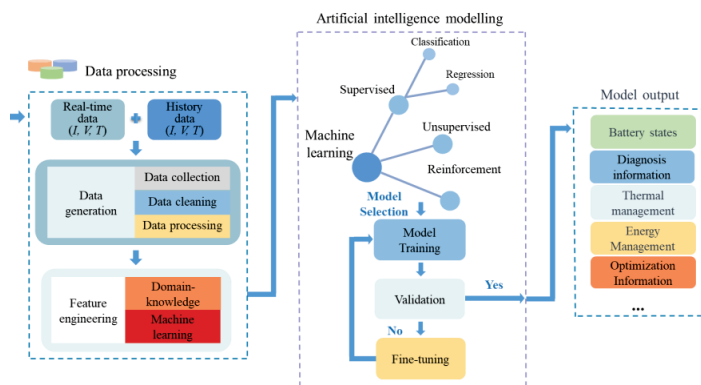 Artificial intelligence modelling
Data processing
Real-time
data
(I, V, T)
History
data
(I, V, T)
Data
generation
Data collection
Data cleaning
Data processing
Feature
engineering
Domain-
knowledge
Machine
learning
Classification
Regression
Supervised
Machine
learning
Unsupervised
Reinforcement
Model
Selection
Model
Training
Validation
Yes
No
Fine-tuning
Model output
Battery states
Diagnosis
information
Thermal
management
Energy
Management
Optimization
Information
...